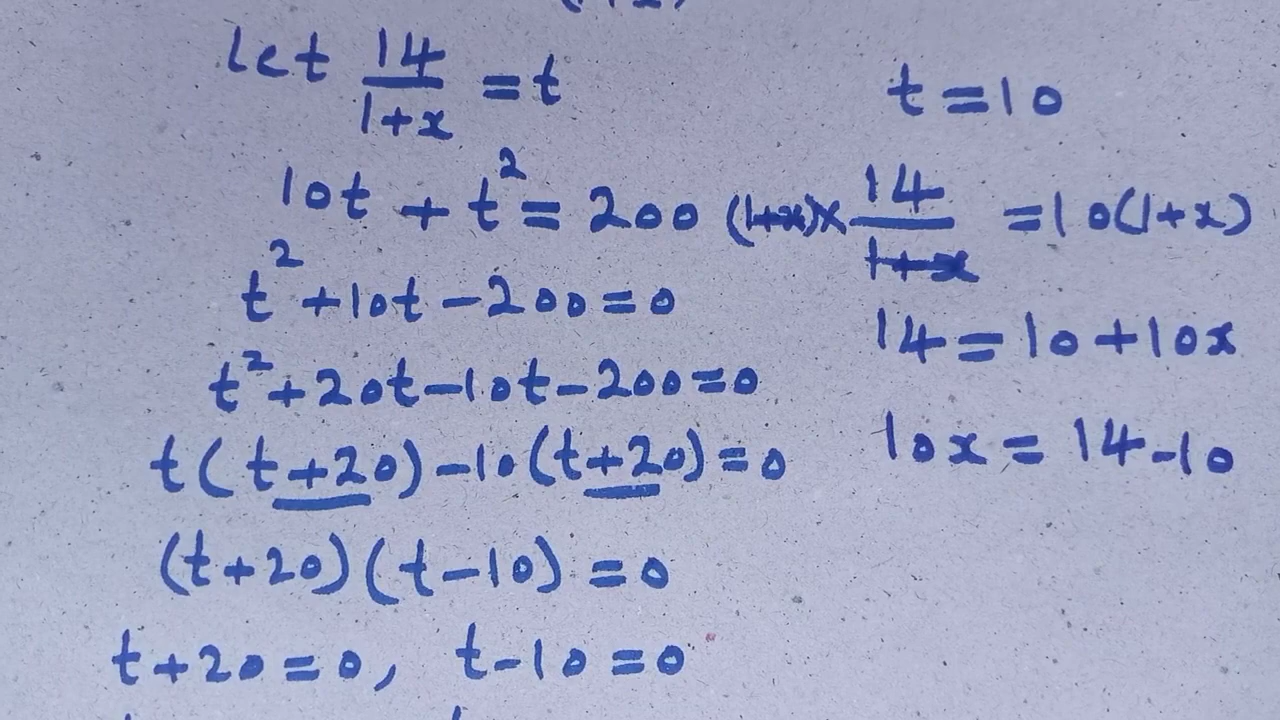 let 14/(1+x) = t
10t + t² = 200
t² + 10t - 200 = 0
t² + 20t - 10t - 200 = 0
t(t+20) - 10(t+20) = 0
(t+20)(t-10) = 0
t+20 = 0, t-10 = 0
t = 10
(1+x) × 14/(1+x) = 10(1+x)
14 = 10 + 10x
10x = 14 - 10